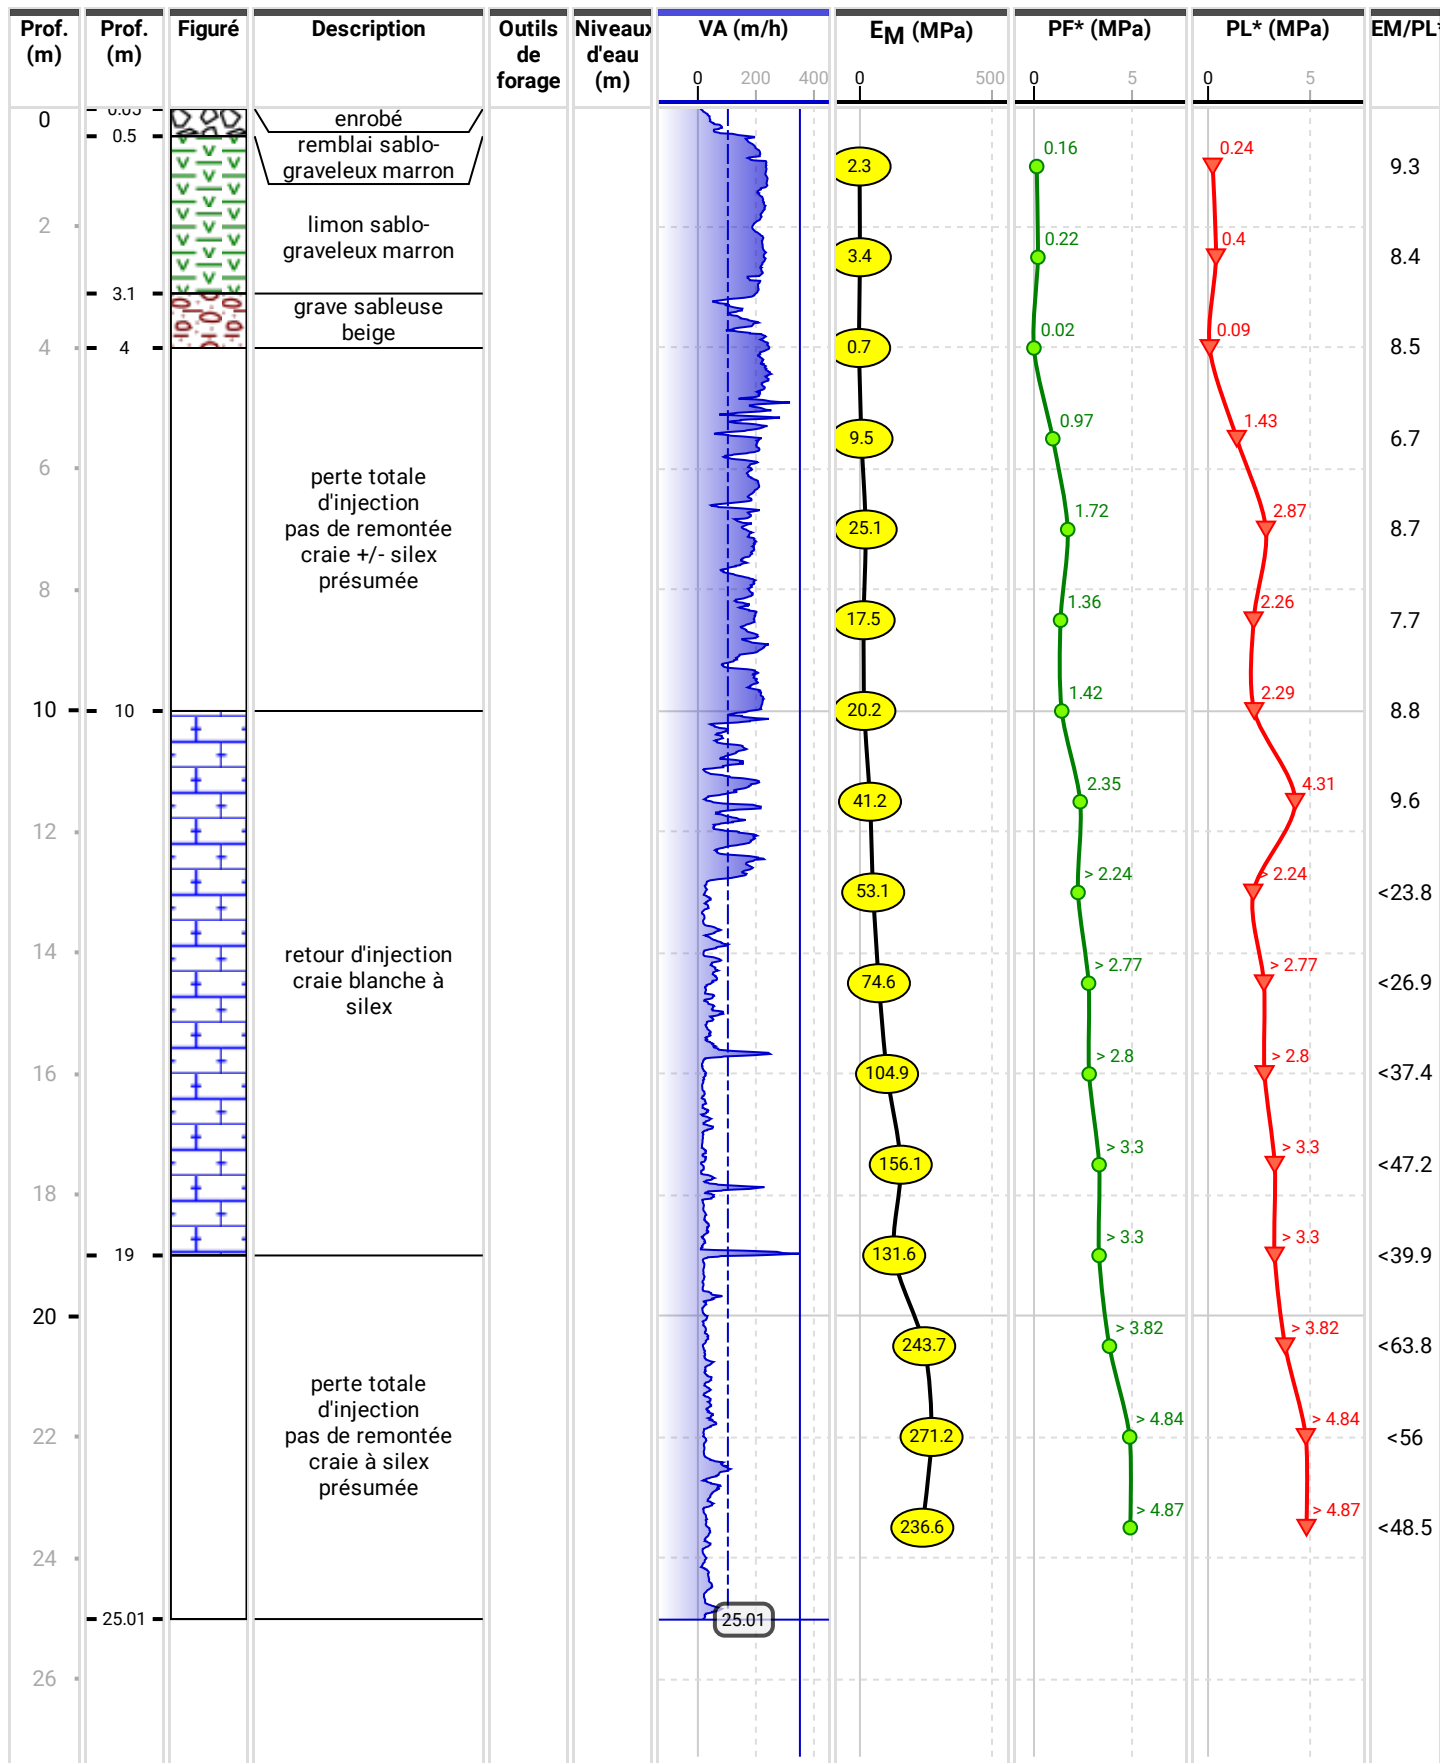 Prof. (m)
Prof. (m)
Figuré
Description
Outils de forage
Niveaux d'eau (m)
VA (m/h)
EM (MPa)
PF* (MPa)
PL* (MPa)
EM/PL*
0 200 400
0 500
0 5
0 5
0
2
4
6
8
10
12
14
16
18
20
22
24
26
0.05
0.5
3.1
4
10
19
25.01
enrobé
remblai sablo-
graveleux marron
limon sablo-
graveleux marron
grave sableuse
beige
perte totale
d'injection
pas de remontée
craie +/- silex
présumée
retour d'injection
craie blanche à
silex
perte totale
d'injection
pas de remontée
craie à silex
présumée
25.01
2.3
3.4
0.7
9.5
25.1
17.5
20.2
41.2
53.1
74.6
104.9
156.1
131.6
243.7
271.2
236.6
0.16
0.22
0.02
0.97
1.72
1.36
1.42
2.35
> 2.24
> 2.77
> 2.8
> 3.3
> 3.3
> 3.82
> 4.84
> 4.87
0.24
0.4
0.09
1.43
2.87
2.26
2.29
4.31
> 2.24
> 2.77
> 2.8
> 3.3
> 3.3
> 3.82
> 4.84
> 4.87
9.3
8.4
8.5
6.7
8.7
7.7
8.8
9.6
<23.8
<26.9
<37.4
<47.2
<39.9
<63.8
<56
<48.5